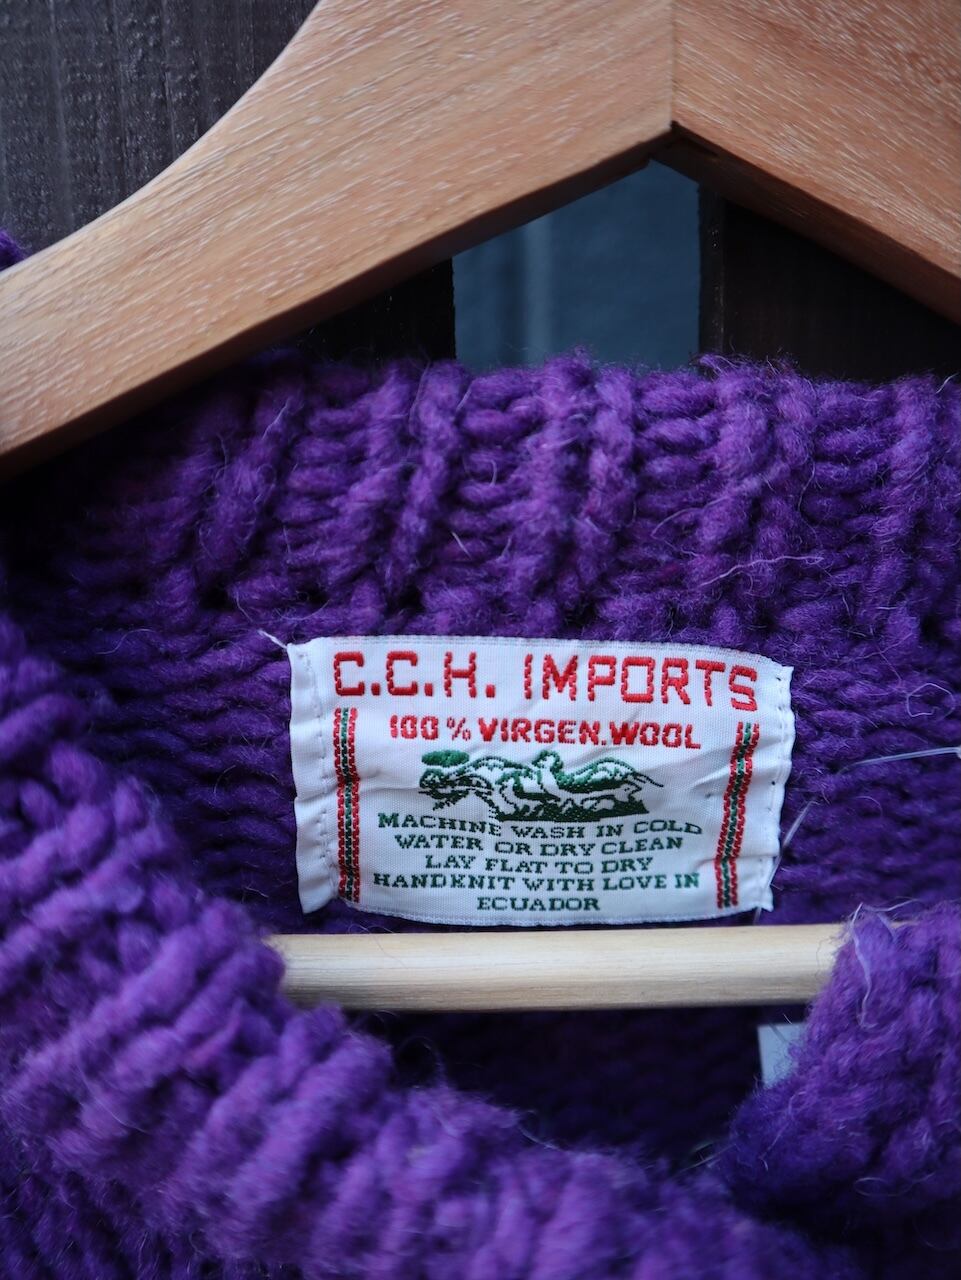 C.C.H. IMPORTS
100% VIRGEN.WOOL
MACHINE WASH IN COLD
WATER OR DRY CLEAN
LAY FLAT TO DRY
HANDKNIT WITH LOVE IN
ECUADOR